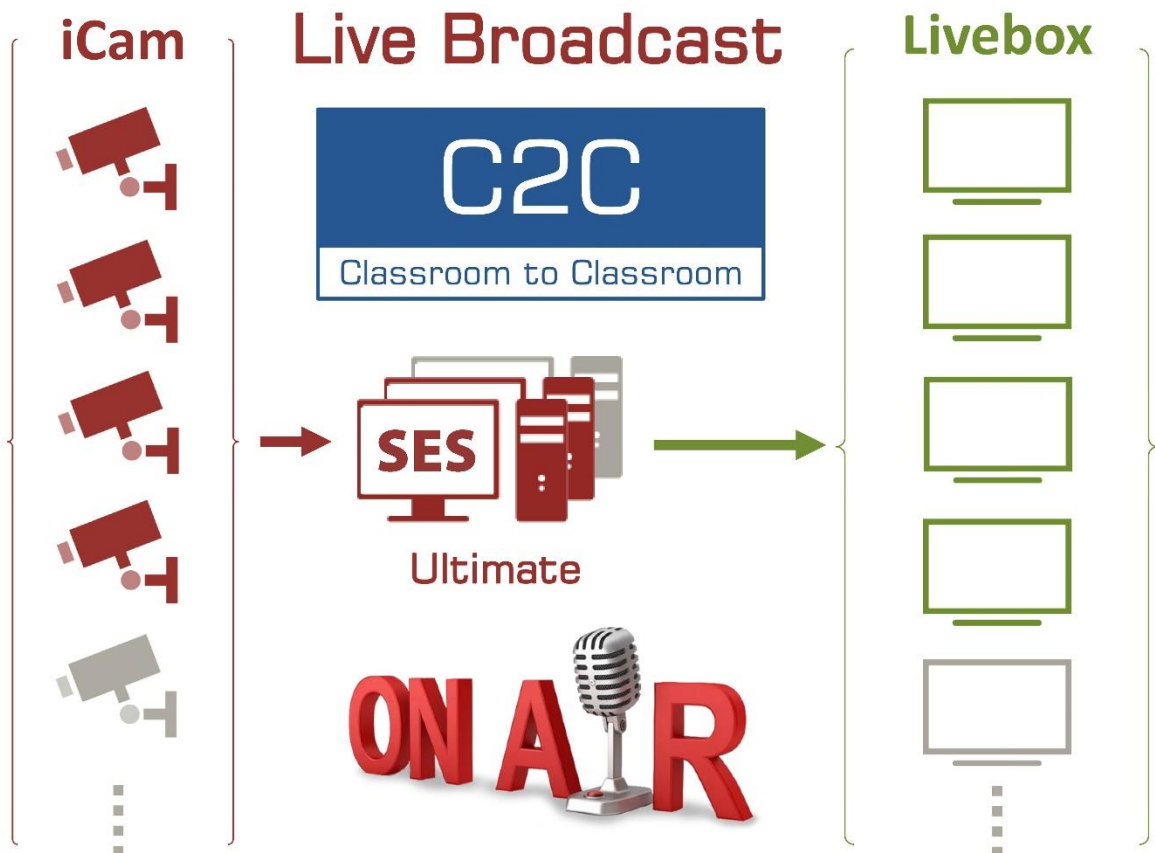 iCam
Live Broadcast
Livebox
C2C
Classroom to Classroom
SES
Ultimate
ON AIR